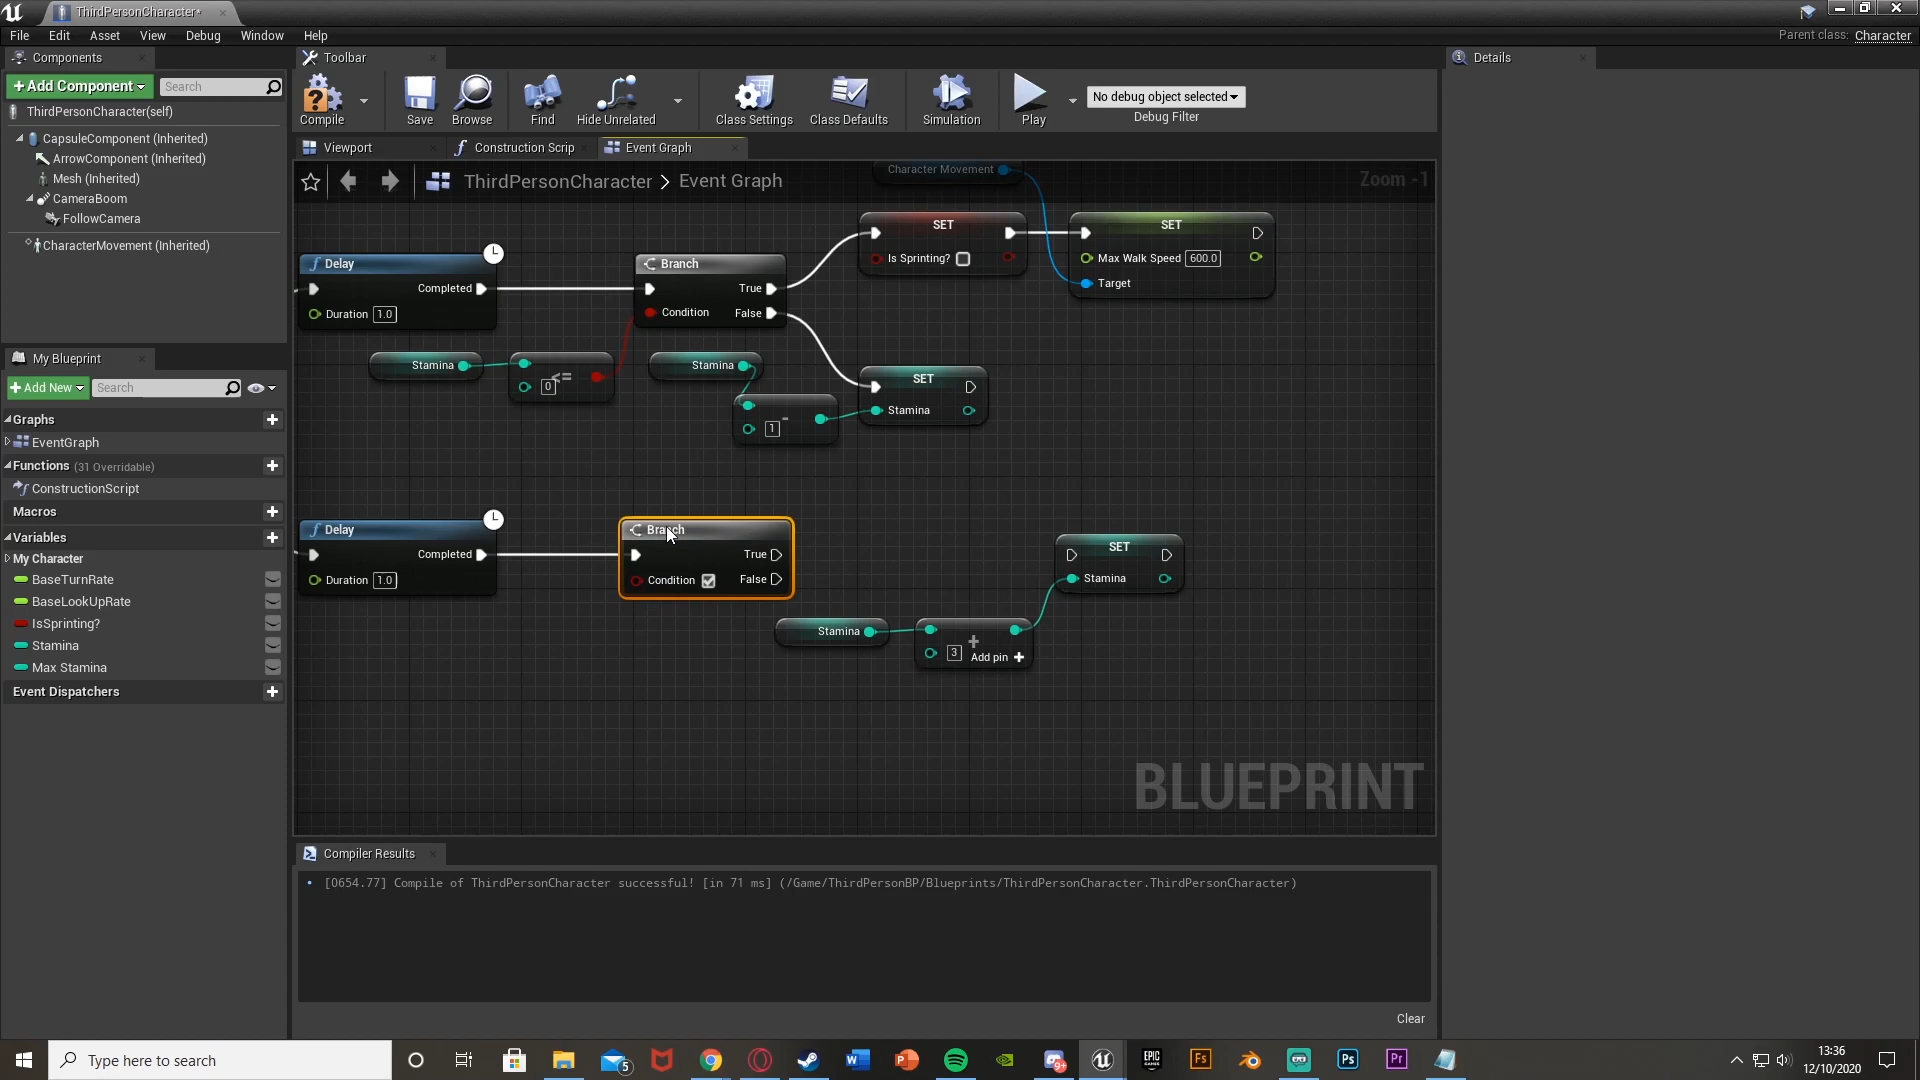 ThirdPersonCharacter*
File Edit Asset View Debug Window Help
Parent class: Character
Components
Toolbar
Details
+Add Component
Search
Compile
Save
Browse
Find
Hide Unrelated
Class Settings
Class Defaults
Simulation
Play
No debug object selected
Debug Filter
ThirdPersonCharacter(self)
CapsuleComponent (Inherited)
ArrowComponent (Inherited)
Mesh (Inherited)
CameraBoom
FollowCamera
CharacterMovement (Inherited)
Viewport
Construction Scrip
Event Graph
ThirdPersonCharacter > Event Graph
Zoom -1
Character Movement
SET
Is Sprinting?
SET
Max Walk Speed 600.0
Target
Delay
Completed
Duration 1.0
Branch
True
Condition False
Stamina
0
<=
Stamina
1
-
SET
Stamina
Delay
Completed
Duration 1.0
Branch
True
Condition False
SET
Stamina
Stamina
+
3 Add pin +
BLUEPRINT
My Blueprint
+Add New
Search
Graphs
EventGraph
Functions (31 Overridable)
ConstructionScript
Macros
Variables
My Character
BaseTurnRate
BaseLookUpRate
IsSprinting?
Stamina
Max Stamina
Event Dispatchers
Compiler Results
[0654.77] Compile of ThirdPersonCharacter successful! [in 71 ms] (/Game/ThirdPersonBP/Blueprints/ThirdPersonCharacter.ThirdPersonCharacter)
Clear
Type here to search
5
W
P
9+
EPIC GAMES
Fs
Ps
Pr
13:36
12/10/2020